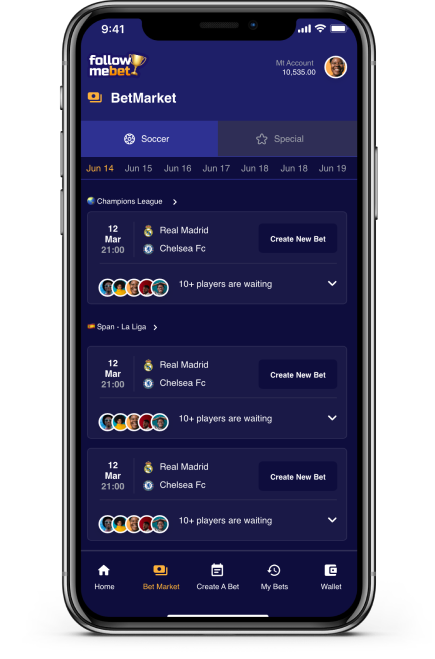 9:41
follow
mebet
Mt Account
10,535.00
BetMarket
Soccer
Special
Jun 14 Jun 15 Jun 16 Jun 17 Jun 18 Jun 18 Jun 19
Champions League
12
Mar
21:00
Real Madrid
Chelsea Fc
Create New Bet
10+ players are waiting
Span - La Liga
12
Mar
21:00
Real Madrid
Chelsea Fc
Create New Bet
10+ players are waiting
12
Mar
21:00
Real Madrid
Chelsea Fc
Create New Bet
10+ players are waiting
Home
Bet Market
Create A Bet
My Bets
Wallet